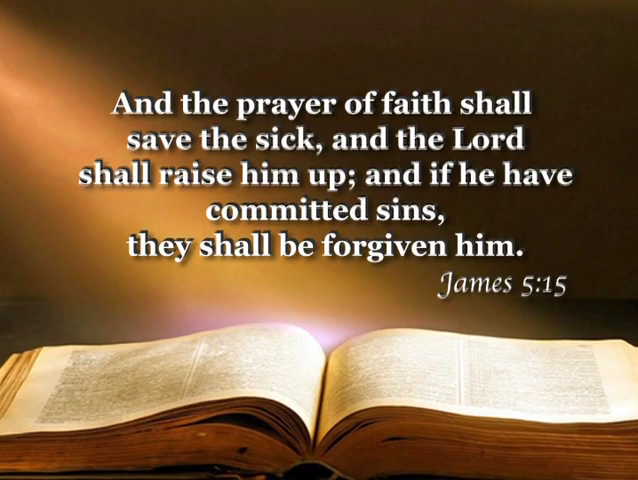 And the prayer of faith shall
save the sick, and the Lord
shall raise him up; and if he have
committed sins,
they shall be forgiven him.
James 5:15